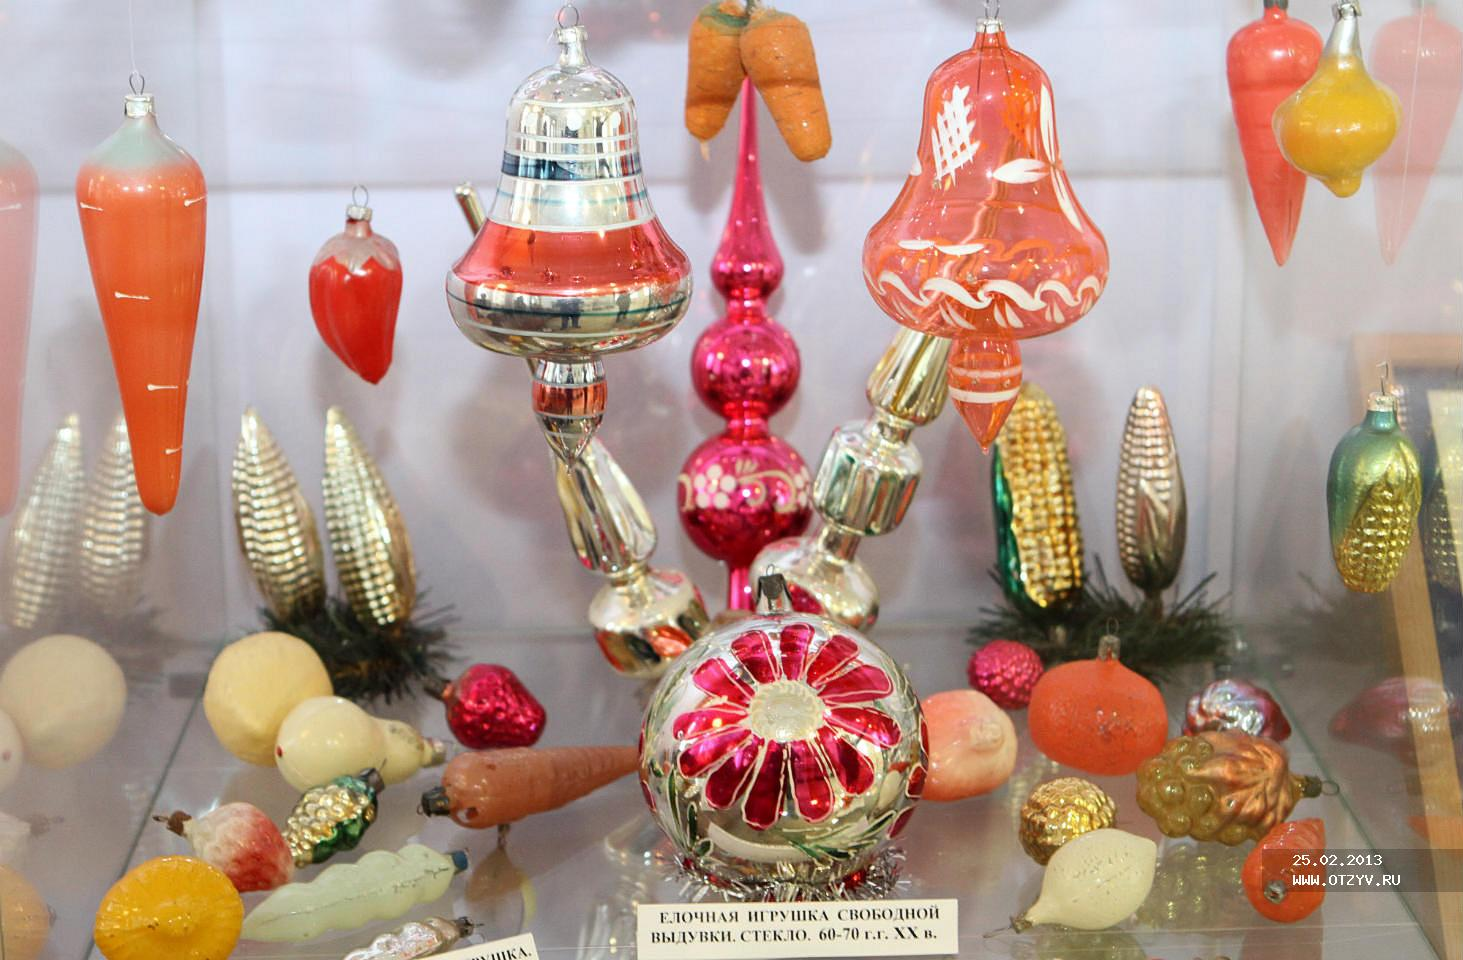 ЕЛОЧНАЯ ИГРУШКА СВОБОДНОЙ
ВЫДУВКИ. СТЕКЛО. 60-70 г.г. XX в.
25.02.2013
WWW.OTZYV.RU